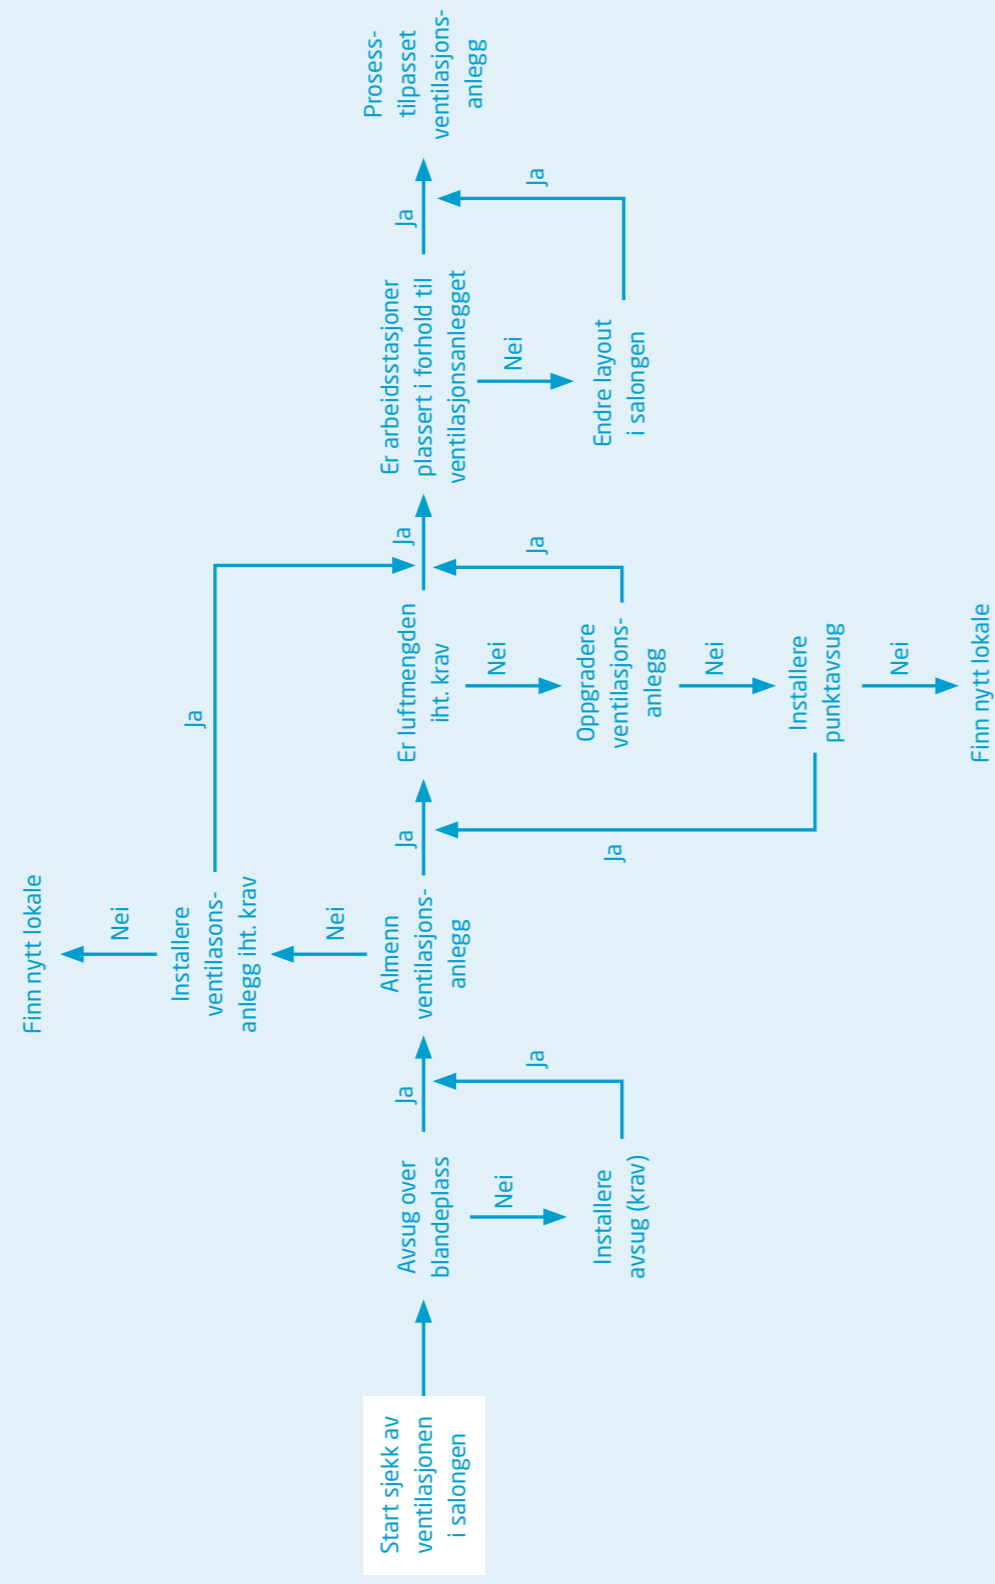 Start sjekk av
ventilasjonen
i salongen
Avsug over
blandeplass
Ja
Nei
Installere
avsug (krav)
Ja
Almenn
ventilasjons-
anlegg
Nei
Installere
ventilasons-
anlegg iht. krav
Nei
Finn nytt lokale
Ja
Ja
Er luftmengden
iht. krav
Nei
Oppgradere
ventilasjons-
anlegg
Nei
Installere
punktavsug
Ja
Nei
Finn nytt lokale
Ja
Ja
Er arbeidsstasjoner
plassert i forhold til
ventilasjonsanlegget
Nei
Endre layout
i salongen
Ja
Ja
Prosess-
tilpasset
ventilasjons-
anlegg